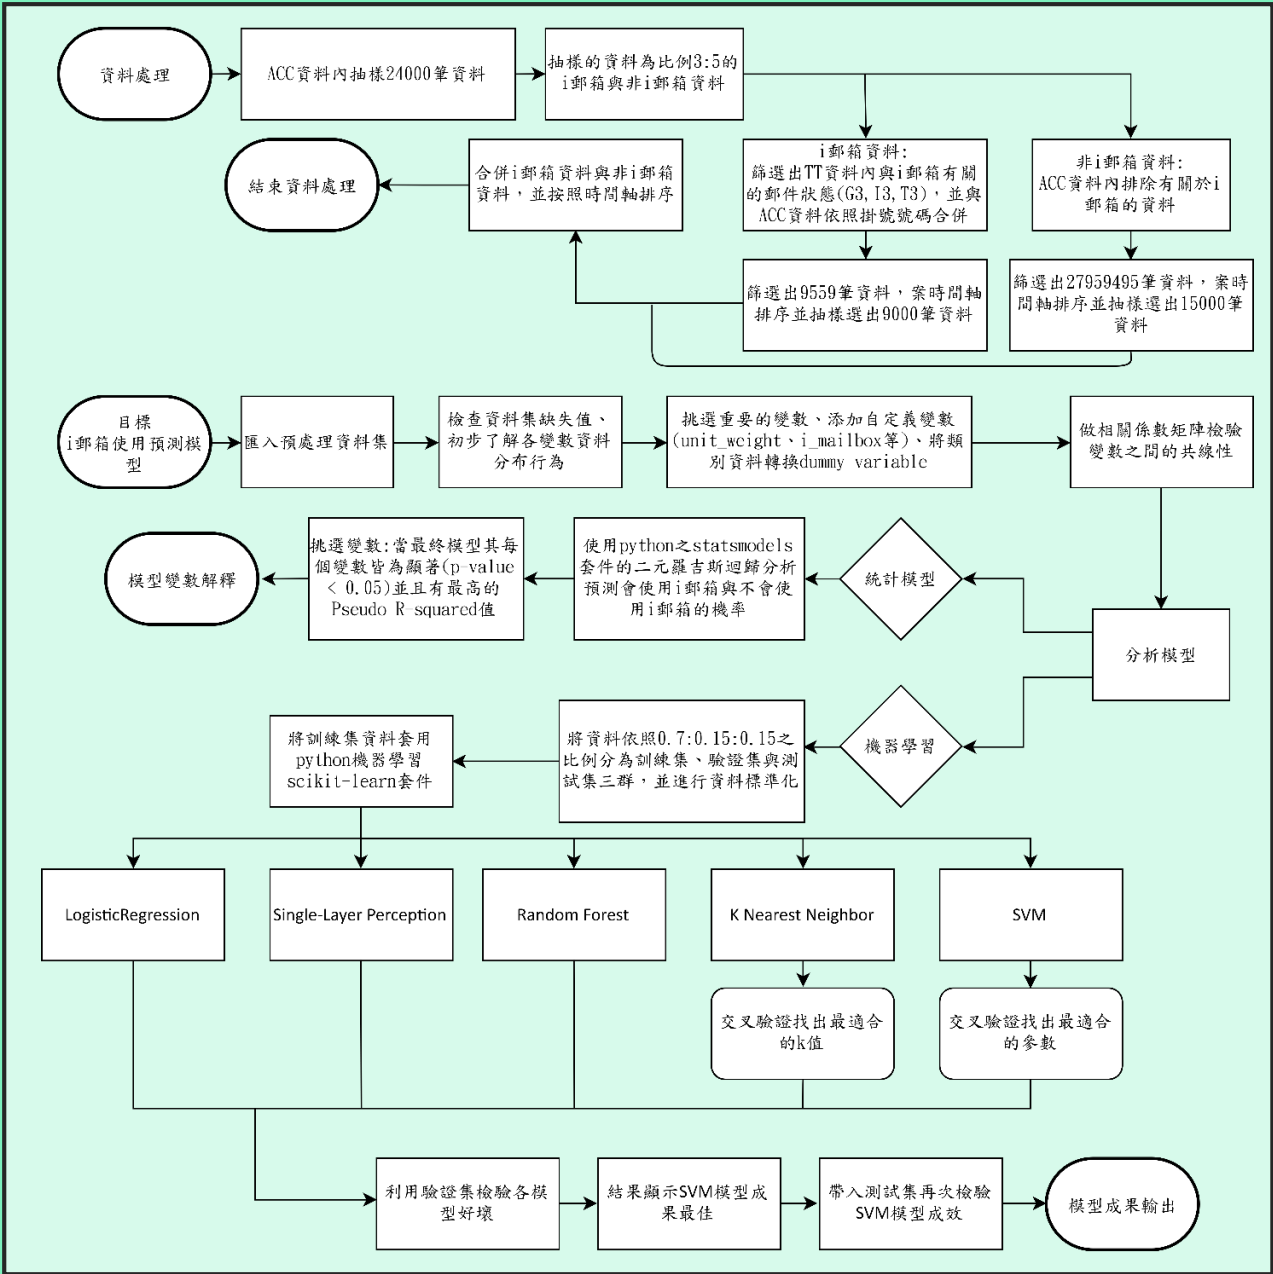 資料處理
ACC資料內抽樣24000筆資料
抽樣的資料為比例3:5的
i郵箱與非i郵箱資料
i郵箱資料:
篩選出TT資料內與i郵箱有關
的郵件狀態(G3,I3,T3)，並與
ACC資料依照掛號號碼合併
非i郵箱資料:
ACC資料內排除有關於i
郵箱的資料
合併i郵箱資料與非i郵箱
資料，並按照時間軸排序
結束資料處理
篩選出9559筆資料，案時間軸
排序並抽樣選出9000筆資料
篩選出27959495筆資料，案時
間軸排序並抽樣選出15000筆
資料
目標
i郵箱使用預測模
型
匯入預處理資料集
檢查資料集缺失值、
初步了解各變數資料
分布行為
挑選重要的變數、添加自定義變數
(unit_weight、i_mailbox等)、將類
別資料轉換dummy variable
做相關係數矩陣檢驗
變數之間的共線性
分析模型
統計模型
使用python之statsmodels
套件的二元羅吉斯迴歸分析
預測會使用i郵箱與不會使
用i郵箱的機率
挑選變數:當最終模型其每
個變數皆為顯著(p-value
< 0.05)並且有最高的
Pseudo R-squared值
模型變數解釋
機器學習
將資料依照0.7:0.15:0.15之
比例分為訓練集、驗證集與測
試集三群，並進行資料標準化
將訓練集資料套用
python機器學習
scikit-learn套件
LogisticRegression
Single-Layer Perception
Random Forest
K Nearest Neighbor
SVM
交叉驗證找出最適合
的k值
交叉驗證找出最適合
的參數
利用驗證集檢驗各模
型好壞
結果顯示SVM模型成
果最佳
帶入測試集再次檢驗
SVM模型成效
模型成果輸出